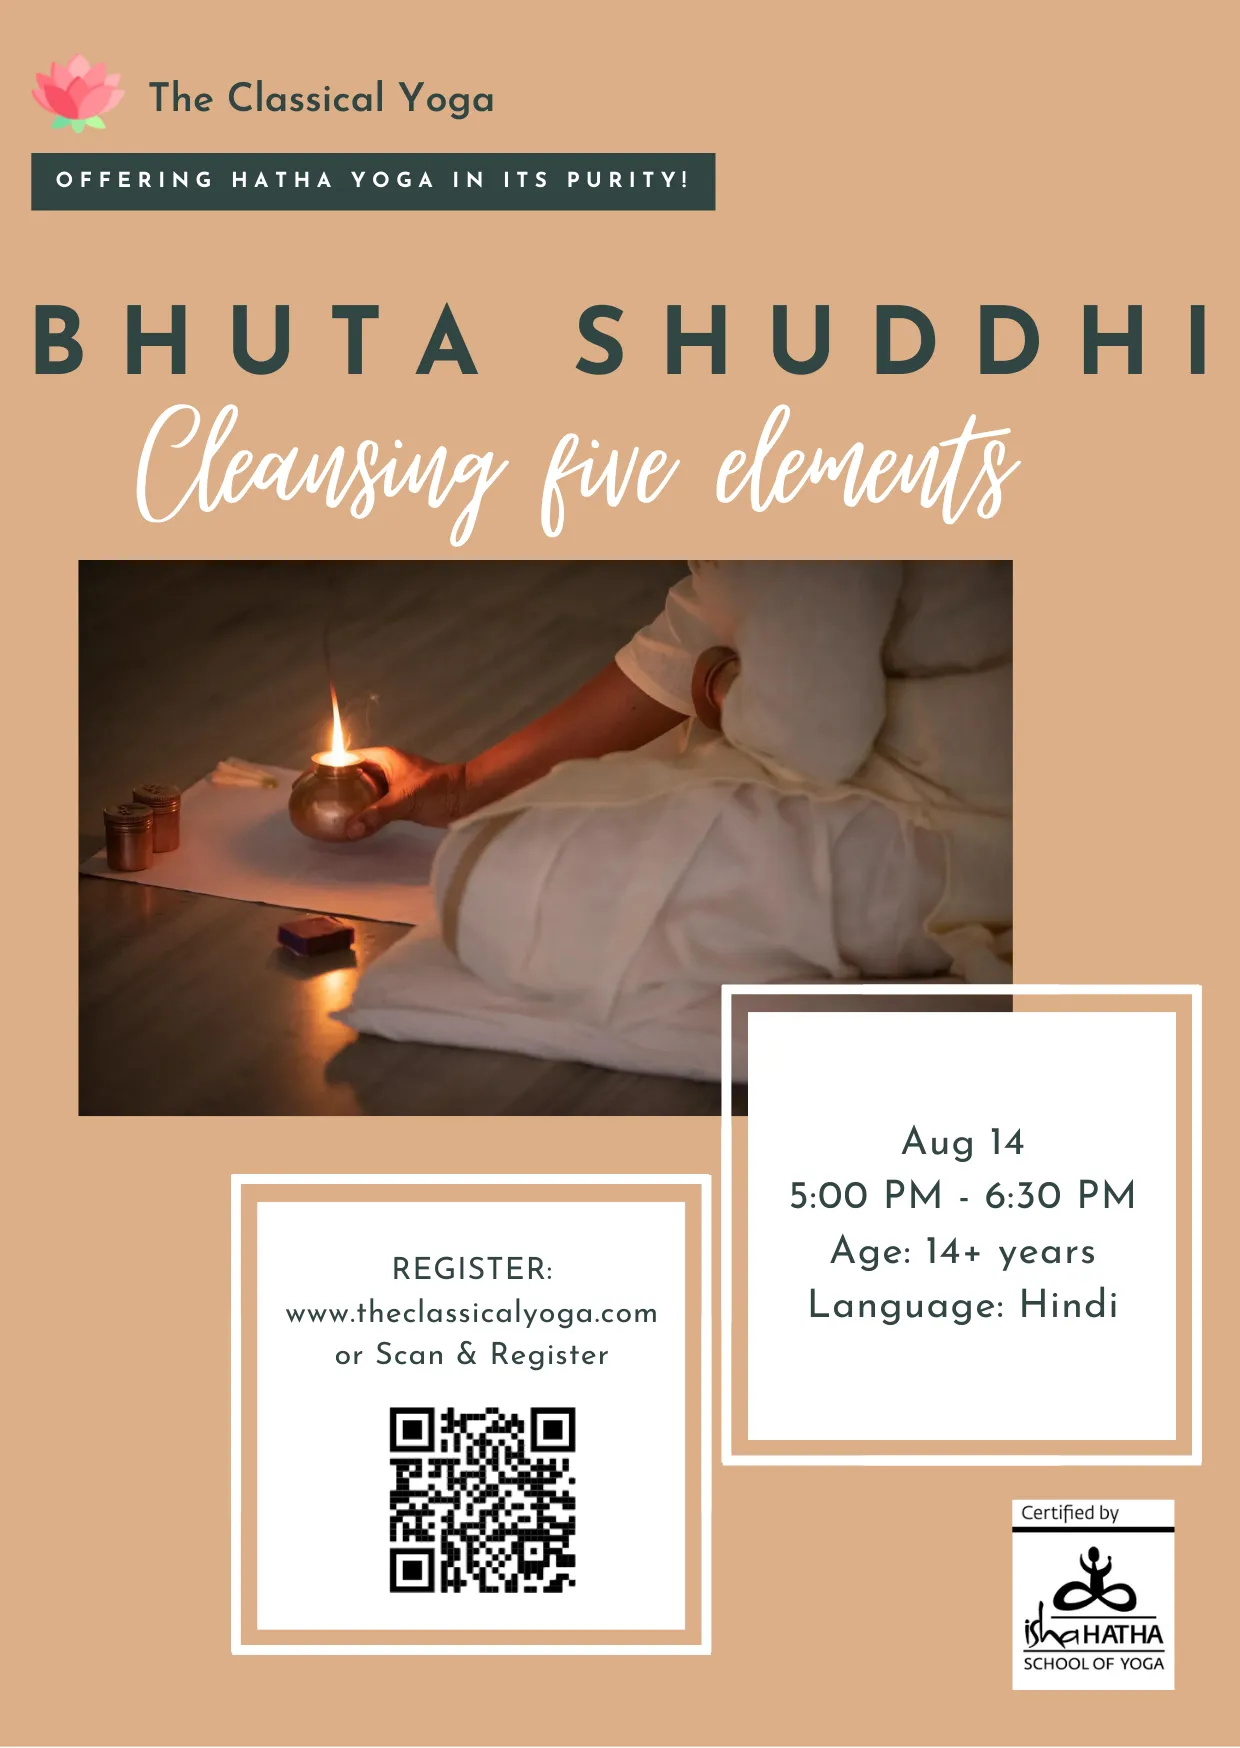 The Classical Yoga
OFFERING HATHA YOGA IN ITS PURITY!
BHUTA SHUDDHI
Cleansing five elements
Aug 14
5:00 PM - 6:30 PM
Age: 14+ years
Language: Hindi
REGISTER:
www.theclassicalyoga.com
or Scan & Register
Certified by
isha HATHA
SCHOOL OF YOGA